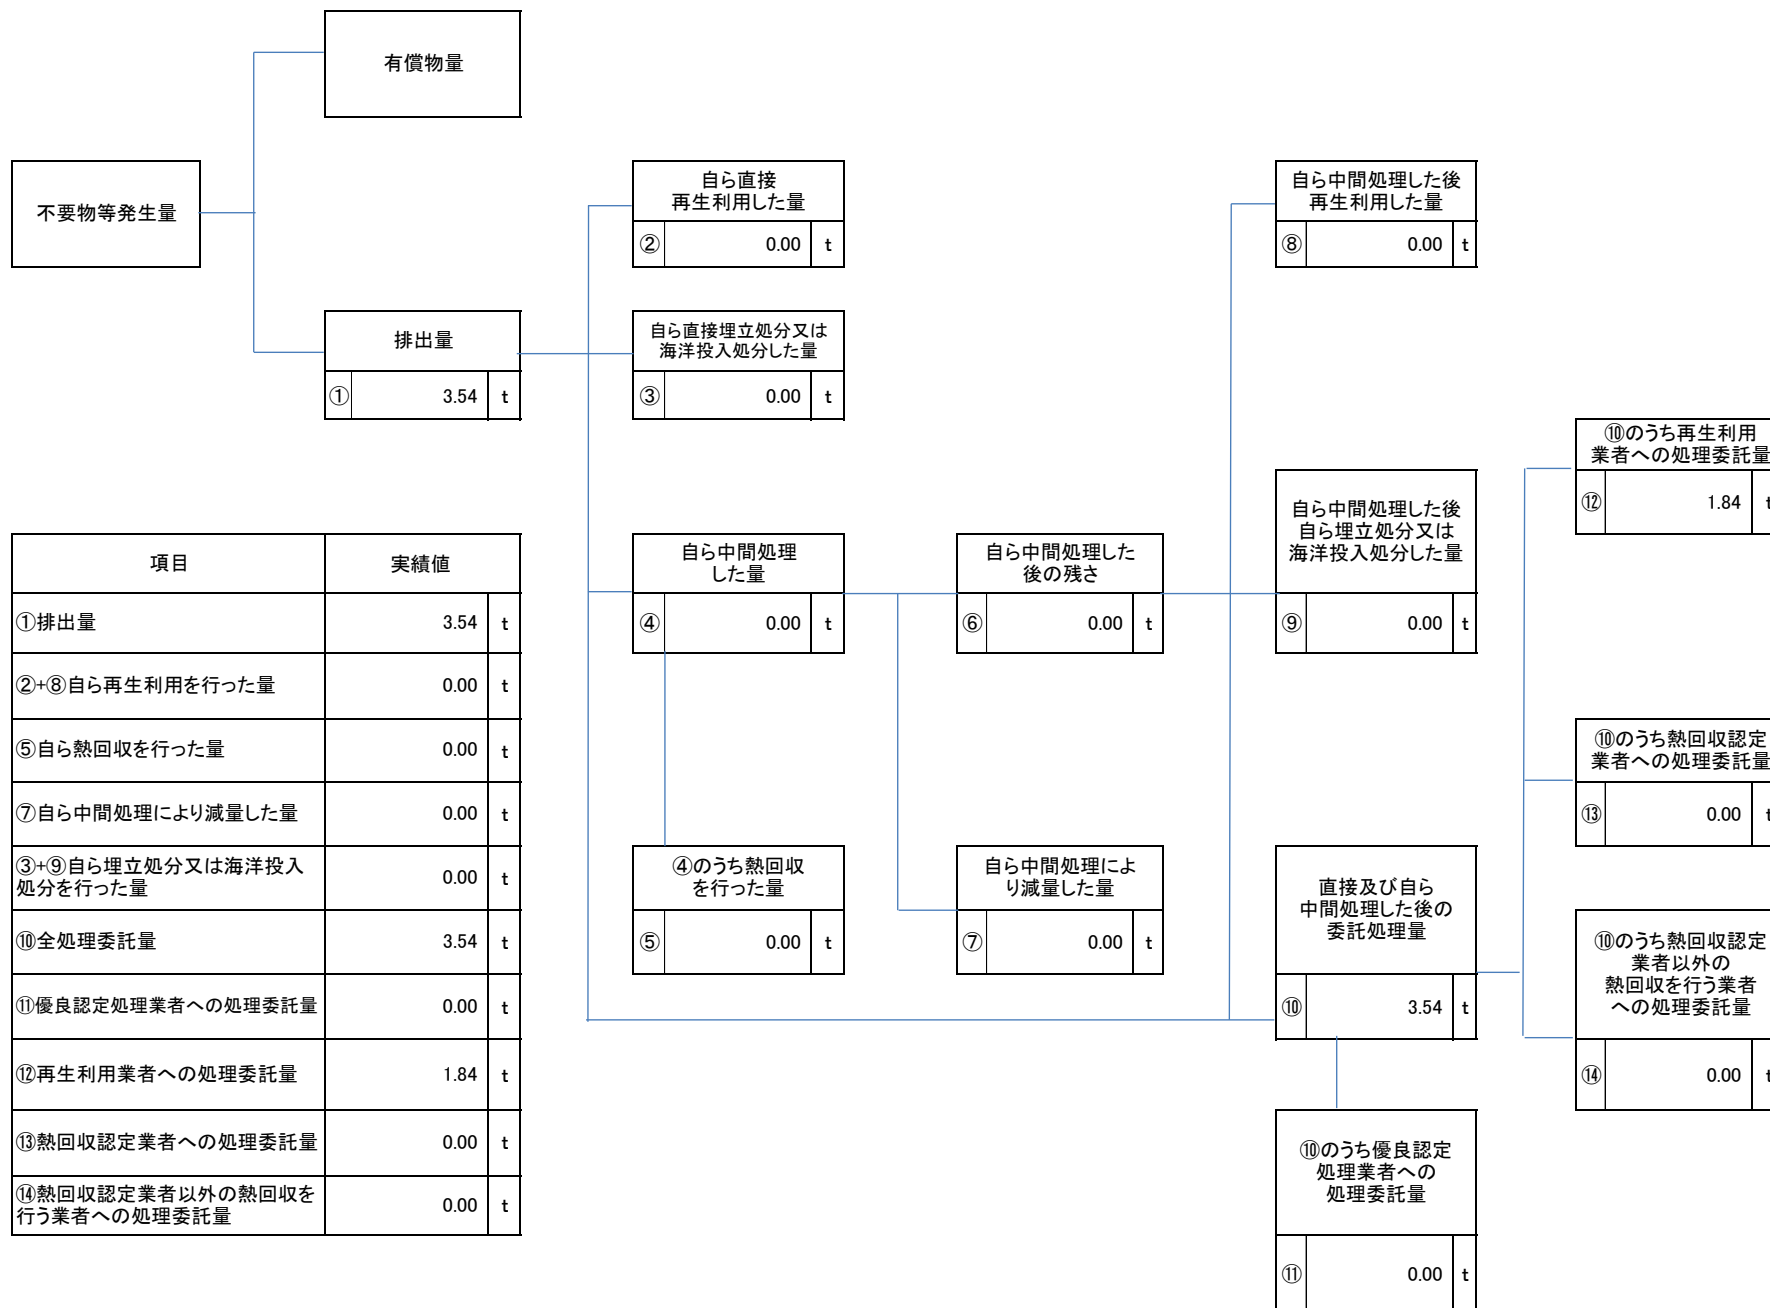 有償物量
不要物等発生量
排出量
① 3.54 t
自ら直接
再生利用した量
② 0.00 t
自ら直接埋立処分又は
海洋投入処分した量
③ 0.00 t
自ら中間処理
した量
④ 0.00 t
④のうち熱回収
を行った量
⑤ 0.00 t
自ら中間処理した
後の残さ
⑥ 0.00 t
自ら中間処理によ
り減量した量
⑦ 0.00 t
自ら中間処理した後
再生利用した量
⑧ 0.00 t
自ら中間処理した後
自ら埋立処分又は
海洋投入処分した量
⑨ 0.00 t
直接及び自ら
中間処理した後の
委託処理量
⑩ 3.54 t
⑩のうち優良認定
処理業者への
処理委託量
⑪ 0.00 t
⑩のうち再生利用
業者への処理委託量
⑫ 1.84 t
⑩のうち熱回収認定
業者への処理委託量
⑬ 0.00 t
⑩のうち熱回収認定
業者以外の
熱回収を行う業者
への処理委託量
⑭ 0.00 t
項目 実績値
①排出量 3.54 t
②+⑧自ら再生利用を行った量 0.00 t
⑤自ら熱回収を行った量 0.00 t
⑦自ら中間処理により減量した量 0.00 t
③+⑨自ら埋立処分又は海洋投入
処分を行った量 0.00 t
⑩全処理委託量 3.54 t
⑪優良認定処理業者への処理委託量 0.00 t
⑫再生利用業者への処理委託量 1.84 t
⑬熱回収認定業者への処理委託量 0.00 t
⑭熱回収認定業者以外の熱回収を
行う業者への処理委託量 0.00 t